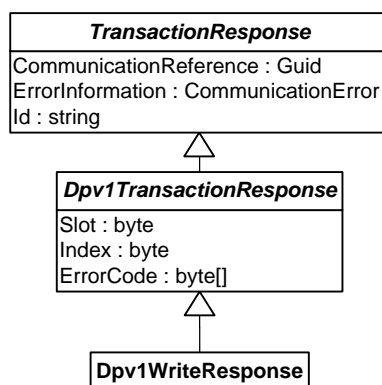 TransactionResponse
CommunicationReference : Guid
ErrorInformation : CommunicationError
Id : string
Dpv1TransactionResponse
Slot : byte
Index : byte
ErrorCode : byte[]
Dpv1WriteResponse